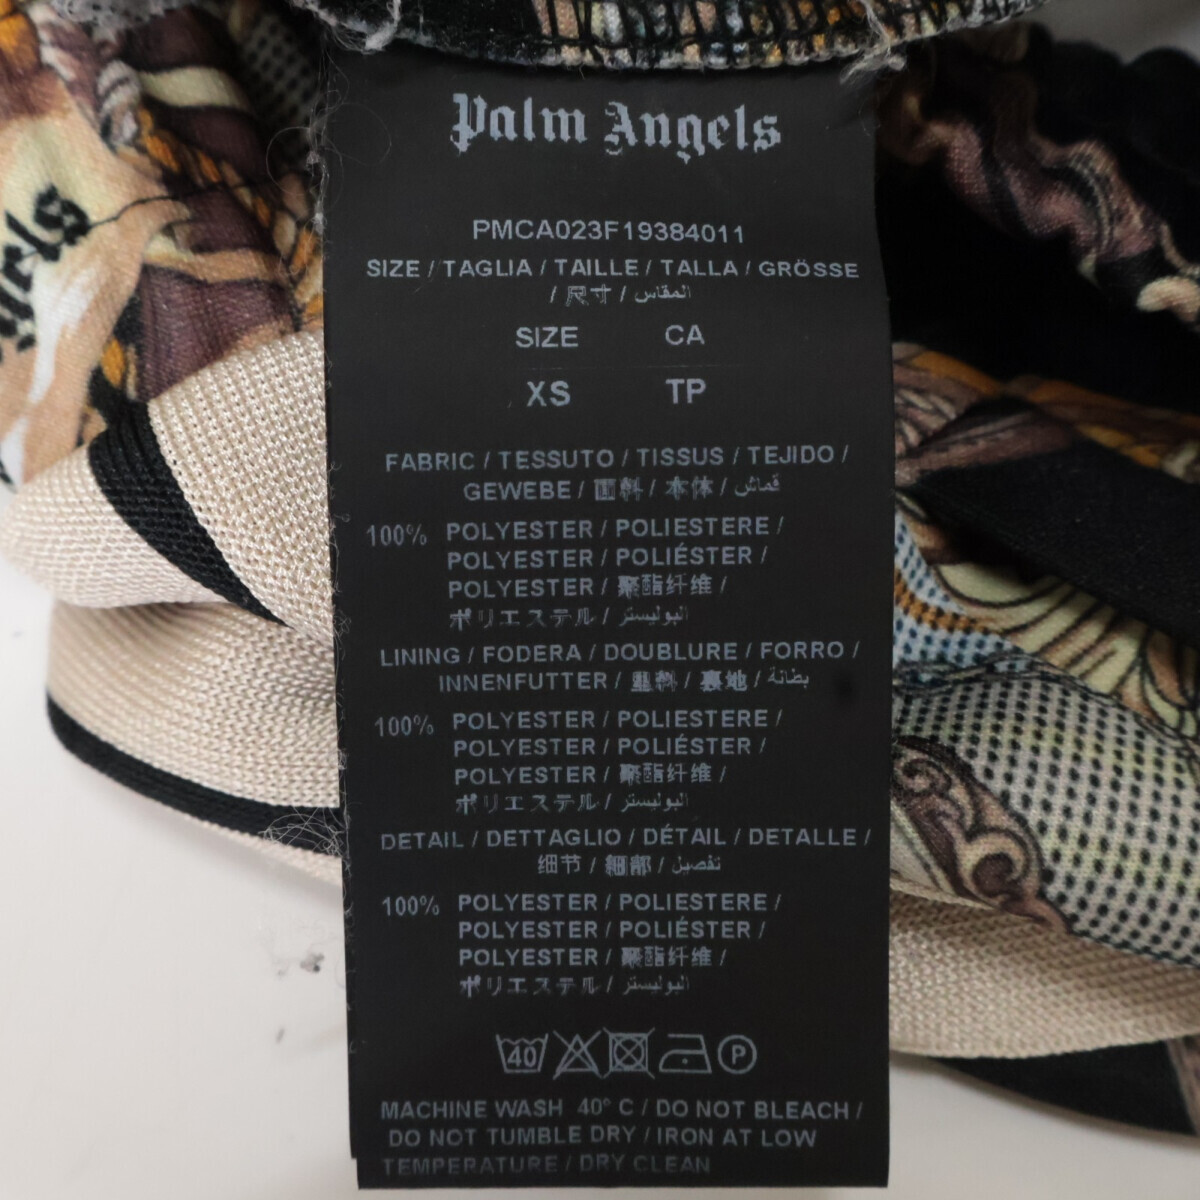 Palm Angels
gels
gels
PMCA023F19384011
SIZE / TAGLIA / TAILLE / TALLA / GRÖSSE
/ 尺寸 / المقاس
SIZE CA
XS TP
FABRIC / TESSUTO / TISSUS / TEJIDO /
GEWEBE / 面料 / 本体 / قماش
100% POLYESTER / POLIESTERE /
POLYESTER / POLIÉSTER /
POLYESTER / 聚酯纤维 /
ポリエステル / البوليستر
LINING / FODERA / DOUBLURE / FORRO /
INNENFUTTER / 里料 / 裏地 / بطانة
100% POLYESTER / POLIESTERE /
POLYESTER / POLIÉSTER /
POLYESTER / 聚酯纤维 /
ポリエステル / البوليستر
DETAIL / DETTAGLIO / DÉTAIL / DETALLE /
细节 / 細部 / تفصيل
100% POLYESTER / POLIESTERE /
POLYESTER / POLIÉSTER /
POLYESTER / 聚酯纤维 /
ポリエステル / البوليستر
40 P
MACHINE WASH 40° C / DO NOT BLEACH /
DO NOT TUMBLE DRY / IRON AT LOW
TEMPERATURE / DRY CLEAN